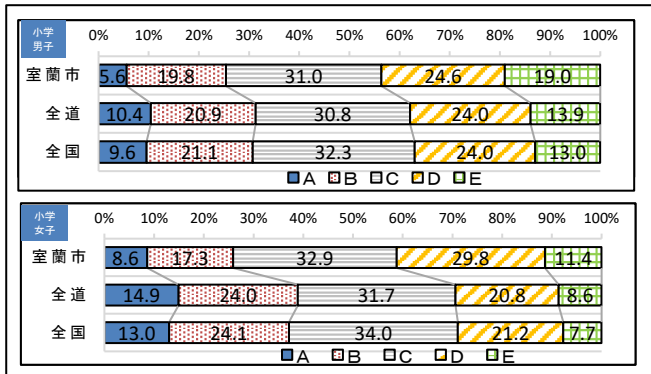 小学
男子
0% 10% 20% 30% 40% 50% 60% 70% 80% 90% 100%
室蘭市 5.6 19.8 31.0 24.6 19.0
全道 10.4 20.9 30.8 24.0 13.9
全国 9.6 21.1 32.3 24.0 13.0
A B C D E
小学
女子
0% 10% 20% 30% 40% 50% 60% 70% 80% 90% 100%
室蘭市 8.6 17.3 32.9 29.8 11.4
全道 14.9 24.0 31.7 20.8 8.6
全国 13.0 24.1 34.0 21.2 7.7
A B C D E